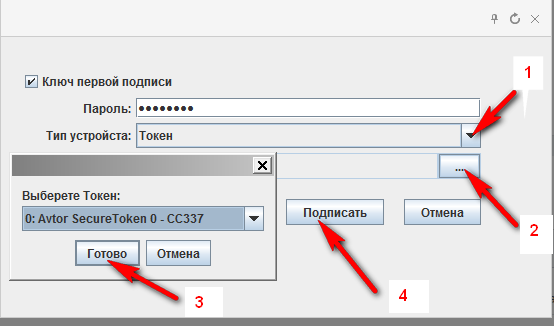 1
Ключ первой подписи
Пароль: ••••••••
Тип устройста: Токен
....
Выберете Токен:
0: Avtor SecureToken 0 - CC337
Подписать Отмена
2
Готово Отмена
3
4